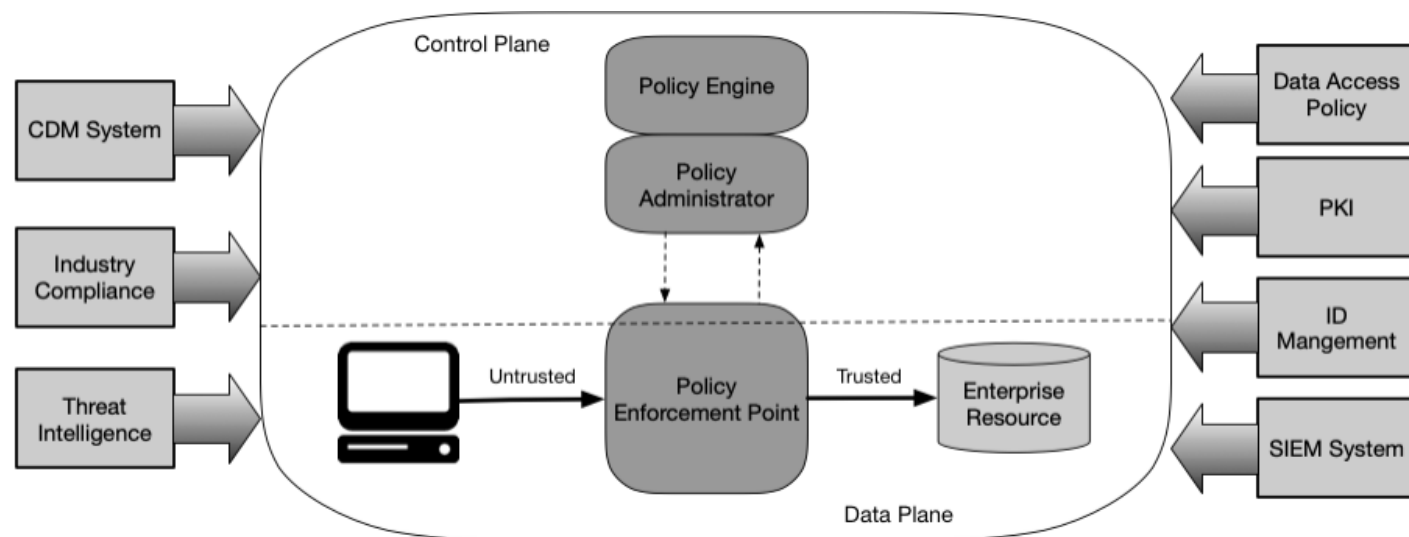 Control Plane
CDM System
Industry
Compliance
Threat
Intelligence
Policy Engine
Policy
Administrator
Untrusted
Policy
Enforcement Point
Trusted
Enterprise
Resource
Data Plane
Data Access
Policy
PKI
ID
Mangement
SIEM System